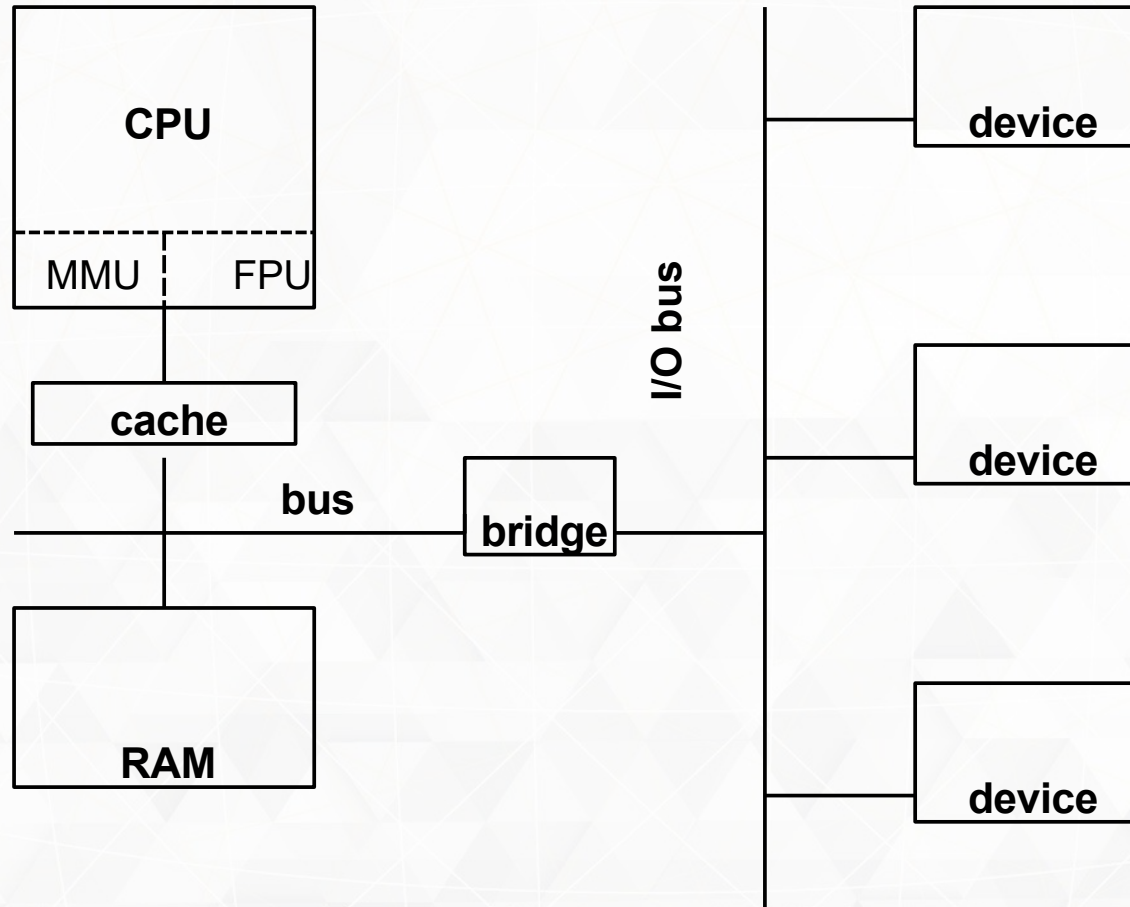 CPU
MMU FPU
cache
bus
bridge
RAM
I/O bus
device
device
device